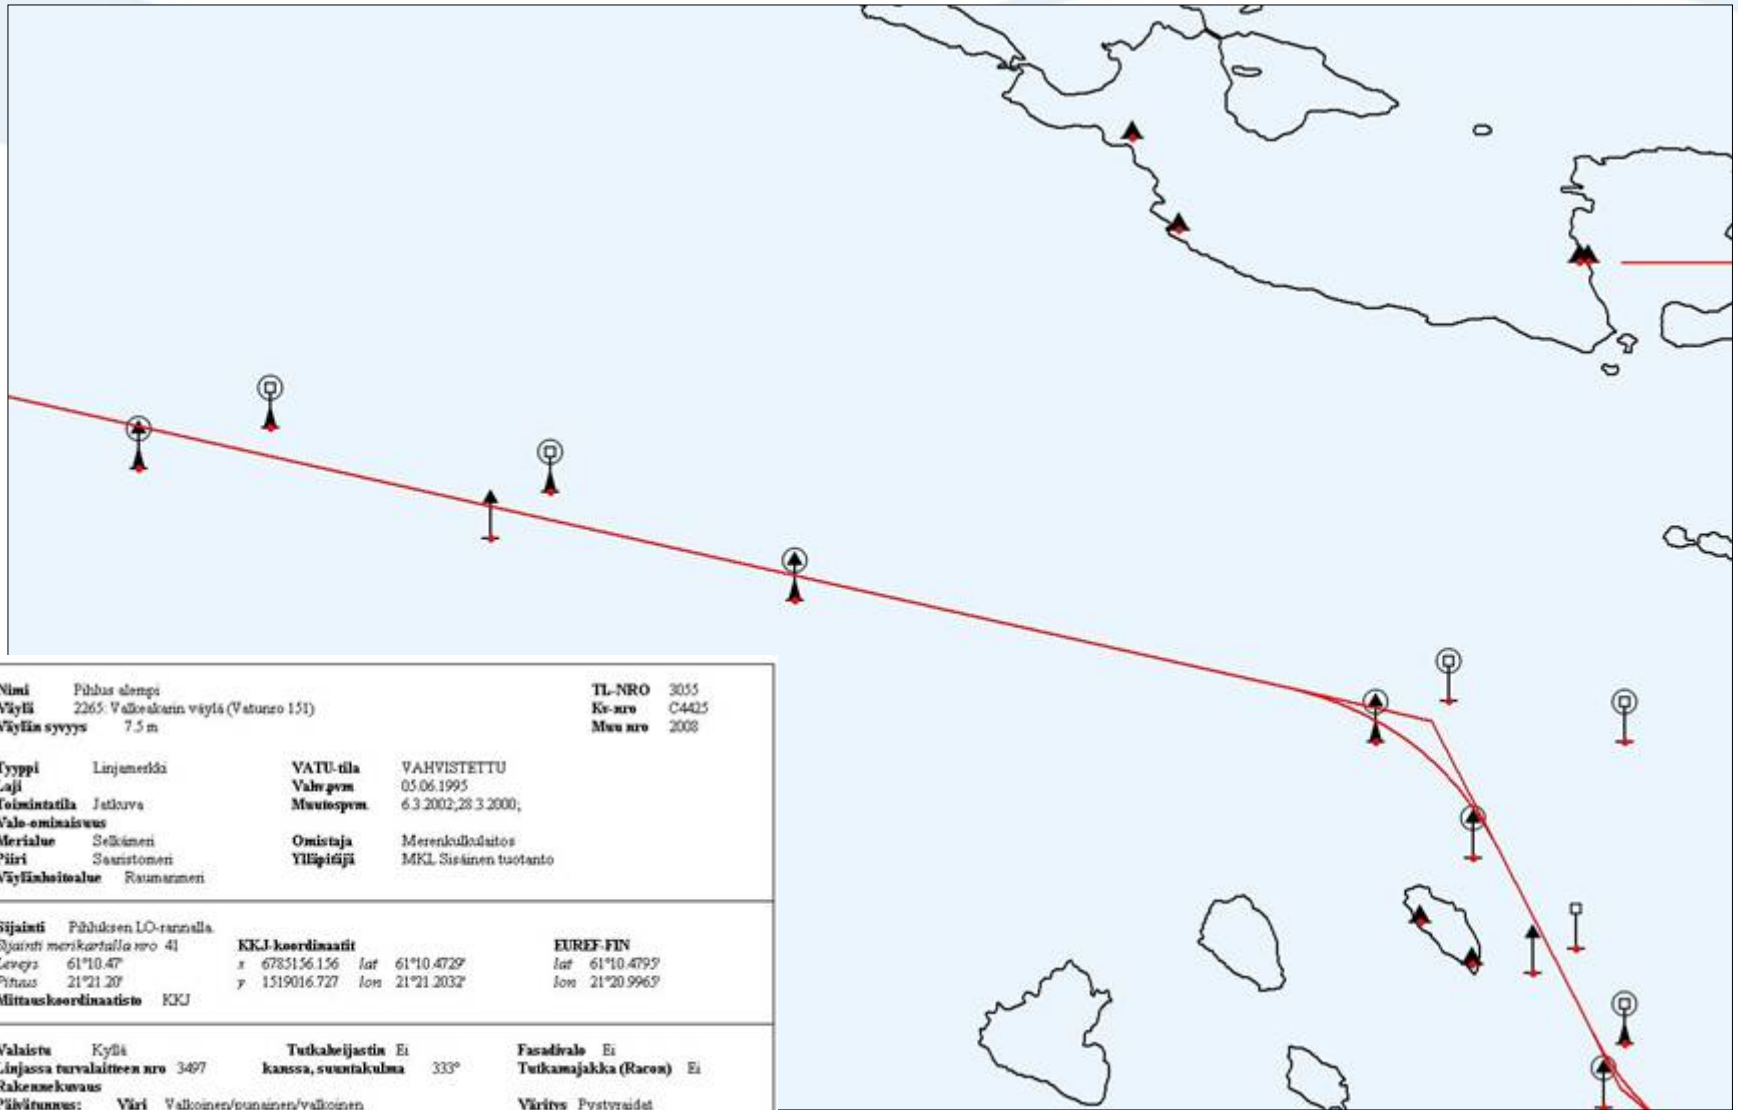 Nimi Pihlus alempi TL-NRO 3055
Väylä 2265: Valkeakarin väylä (Vatunro 151) Kv-nro C4425
Väylän syvyys 7.5 m Muu nro 2008
Tyyppi Linjamerkki VATU-tila VAHVISTETTU
Laji Vahv.pvm 05.06.1995
Toimintatila Jatkuva Muutospvm. 6.3.2002;28.3.2000;
Valo-ominaisuus
Merialue Selkämeri Omistaja Merenkulkulaitos
Piiri Saaristomeri Ylläpitäjä MKL Sisäinen tuotanto
Väylänhoitoalue Raumanmeri
Sijainti Pihluksen LO-rannalla.
Sijainti merikartalla nro 41 KKJ-koordinaatit EUREF-FIN
Leveys 61°10.47' x 6785156.156 lat 61°10.4729' lat 61°10.4795'
Pituus 21°21.20' y 1519016.727 lon 21°21.2032' lon 21°20.9965'
Mittauskoordinaatisto KKJ
Valaistu Kyllä Tutkaheijastin Ei Fasadivalo Ei
Linjassa turvalaitteen nro 3497 kanssa, suuntakulma 333° Tutkamajakka (Racon) Ei
Rakennekuvaus
Päivätunnus: Väri Valkoinen/punainen/valkoinen Väritys Pystyraidat